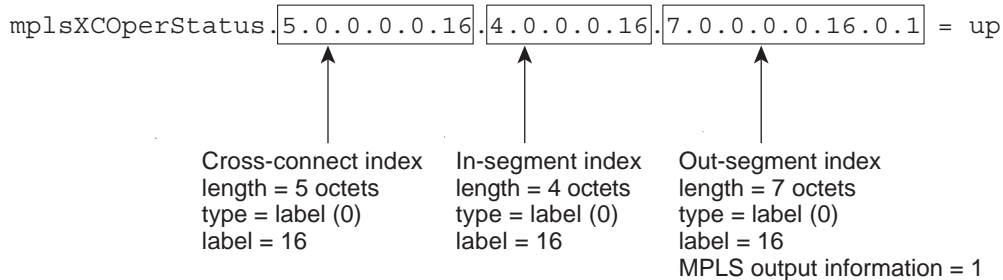 mplsXCOperStatus.5.0.0.0.0.16.4.0.0.0.16.7.0.0.0.0.16.0.1 = up
Cross-connect index
length = 5 octets
type = label (0)
label = 16
In-segment index
length = 4 octets
type = label (0)
label = 16
Out-segment index
length = 7 octets
type = label (0)
label = 16
MPLS output information = 1